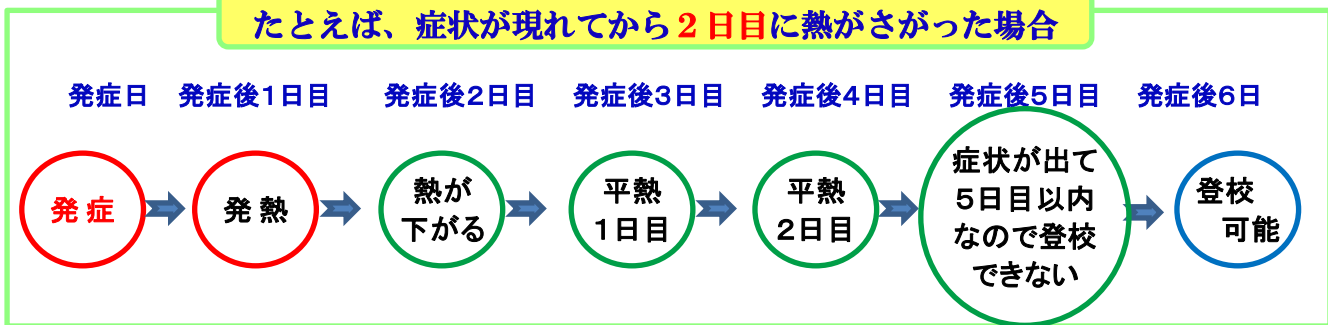 たとえば、症状が現れてから２日目に熱がさがった場合
発症日 発症後1日目 発症後2日目 発症後3日目 発症後4日目 発症後5日目 発症後6日
発症
発熱
熱が
下がる
平熱
1日目
平熱
2日目
症状が出て
5日目以内
なので登校
できない
登校
可能